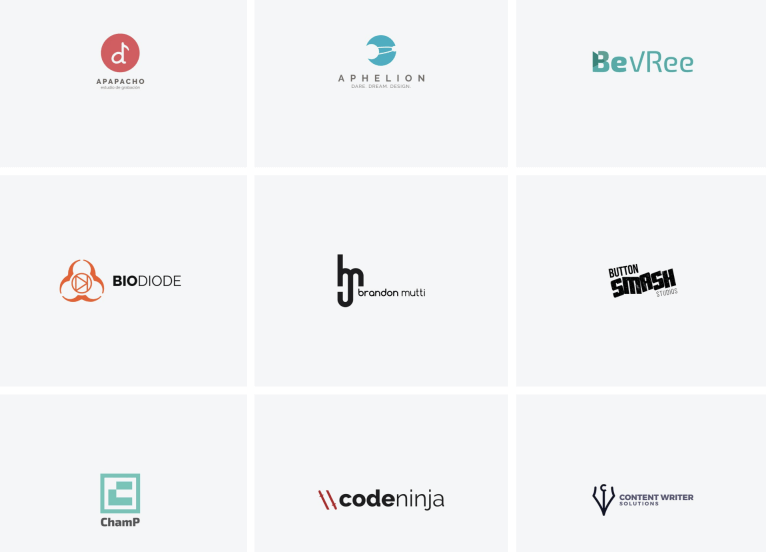 APAPACHO
estudio de grabación
APHELION
DARE. DREAM. DESIGN.
BeVRee
BIODIODE
bm
brandon mutti
BUTTON
SMASH
STUDIOS
ChamP
\\codeninja
CONTENT WRITER
SOLUTIONS